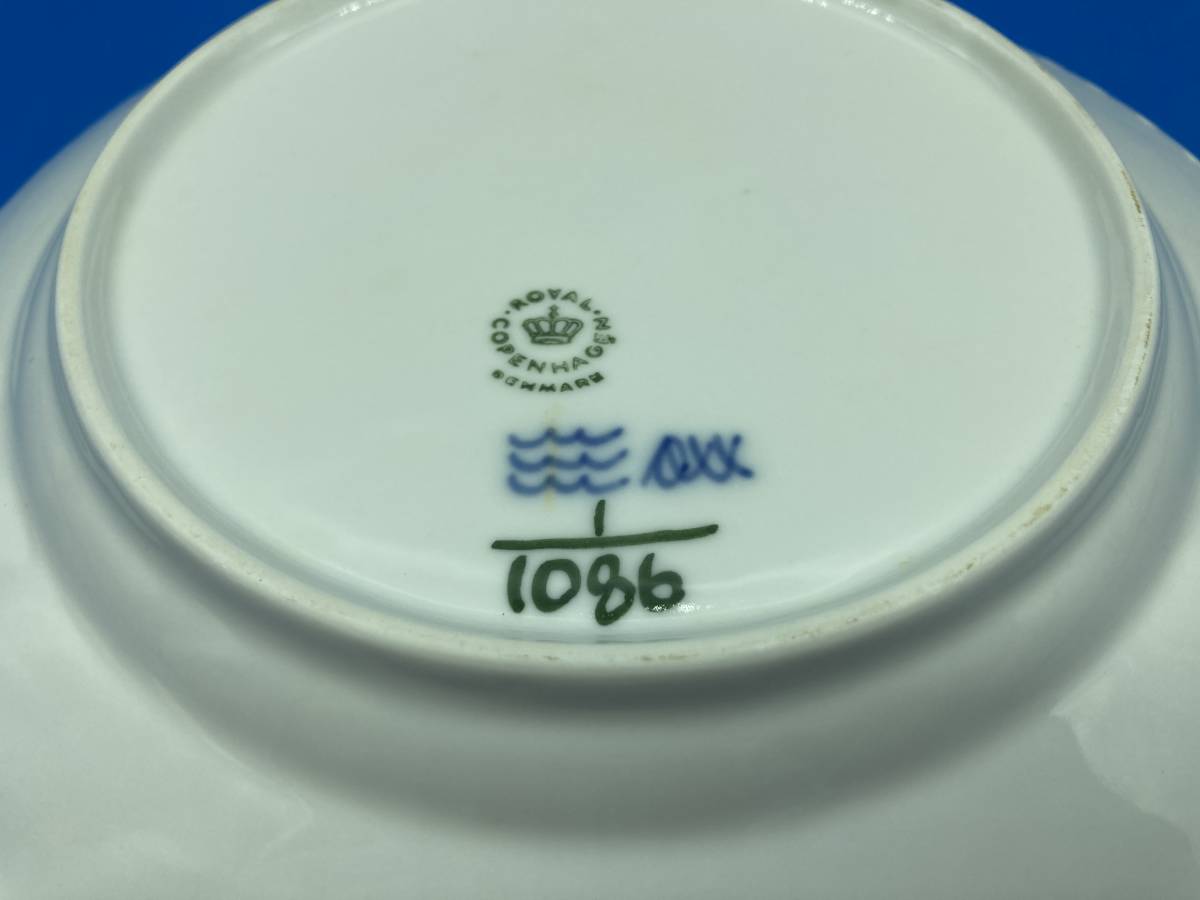 ROYAL
COPENHAGEN
DENMARK
1
1086